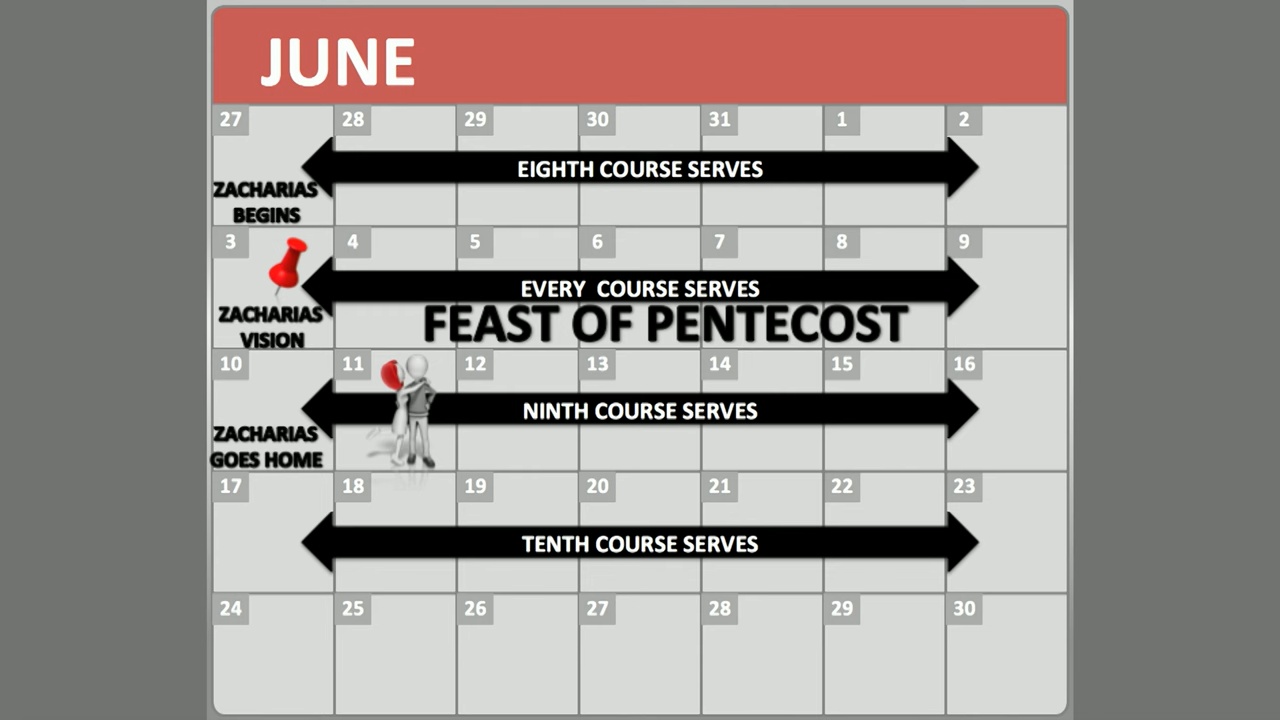 JUNE
27 28 29 30 31 1 2
EIGHTH COURSE SERVES
ZACHARIAS
BEGINS
3 4 5 6 7 8 9
EVERY COURSE SERVES
ZACHARIAS
VISION
FEAST OF PENTECOST
10 11 12 13 14 15 16
NINTH COURSE SERVES
ZACHARIAS
GOES HOME
17 18 19 20 21 22 23
TENTH COURSE SERVES
24 25 26 27 28 29 30